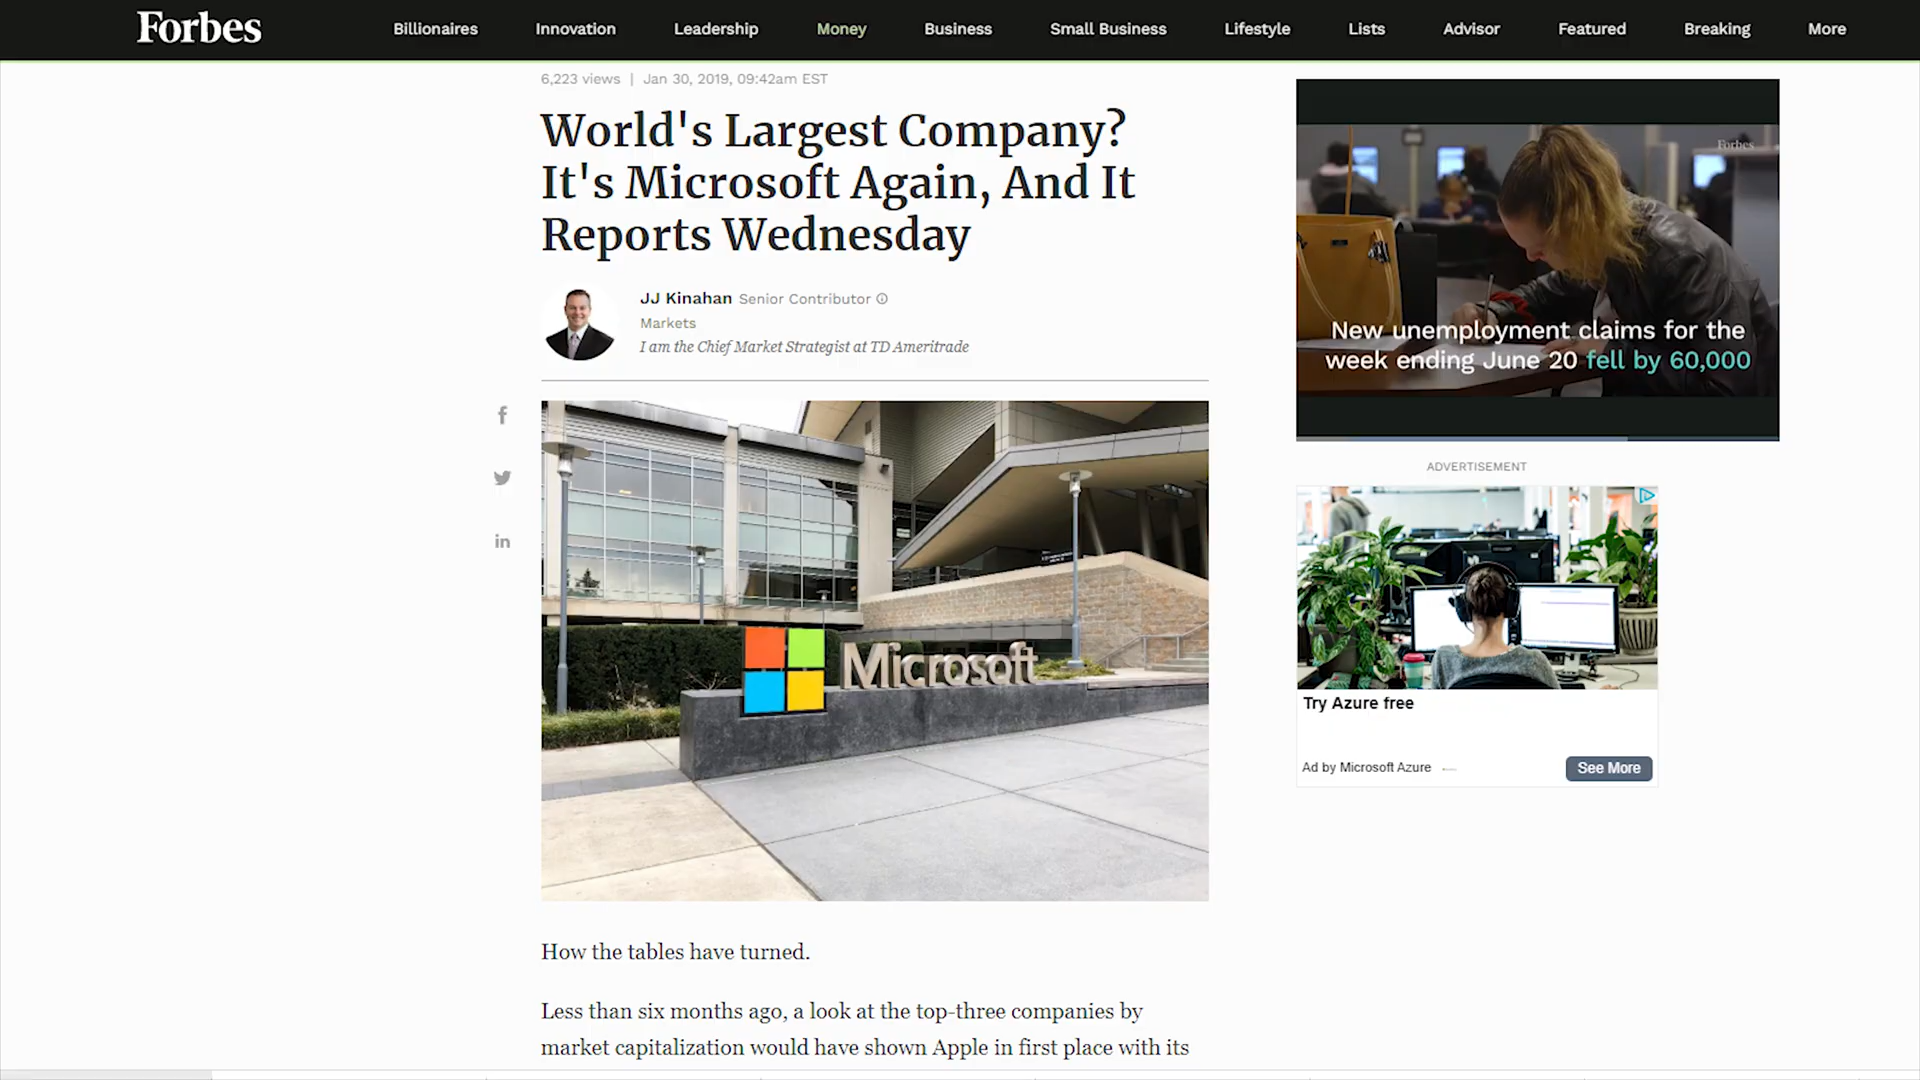 Forbes
Billionaires Innovation Leadership Money Business Small Business Lifestyle Lists Advisor Featured Breaking More
6,223 views | Jan 30, 2019, 09:42am EST
World's Largest Company?
It's Microsoft Again, And It
Reports Wednesday
JJ Kinahan Senior Contributor
Markets
I am the Chief Market Strategist at TD Ameritrade
f
in
Microsoft
How the tables have turned.
Less than six months ago, a look at the top-three companies by
market capitalization would have shown Apple in first place with its
Forbes
New unemployment claims for the
week ending June 20 fell by 60,000
ADVERTISEMENT
Try Azure free
Ad by Microsoft Azure
See More